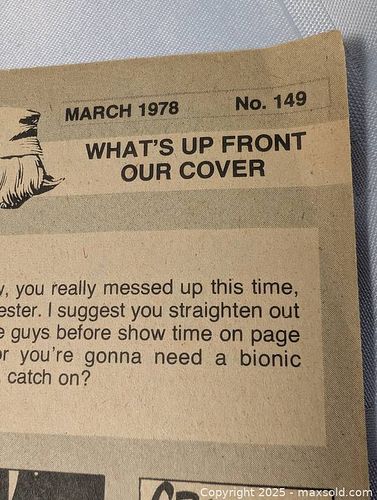 MARCH 1978 No. 149
WHAT'S UP FRONT
OUR COVER
you really messed up this time,
I suggest you straighten out
guys before show time on page
you're gonna need a bionic
catch on?
Copyright © 2025 - maxsold.com